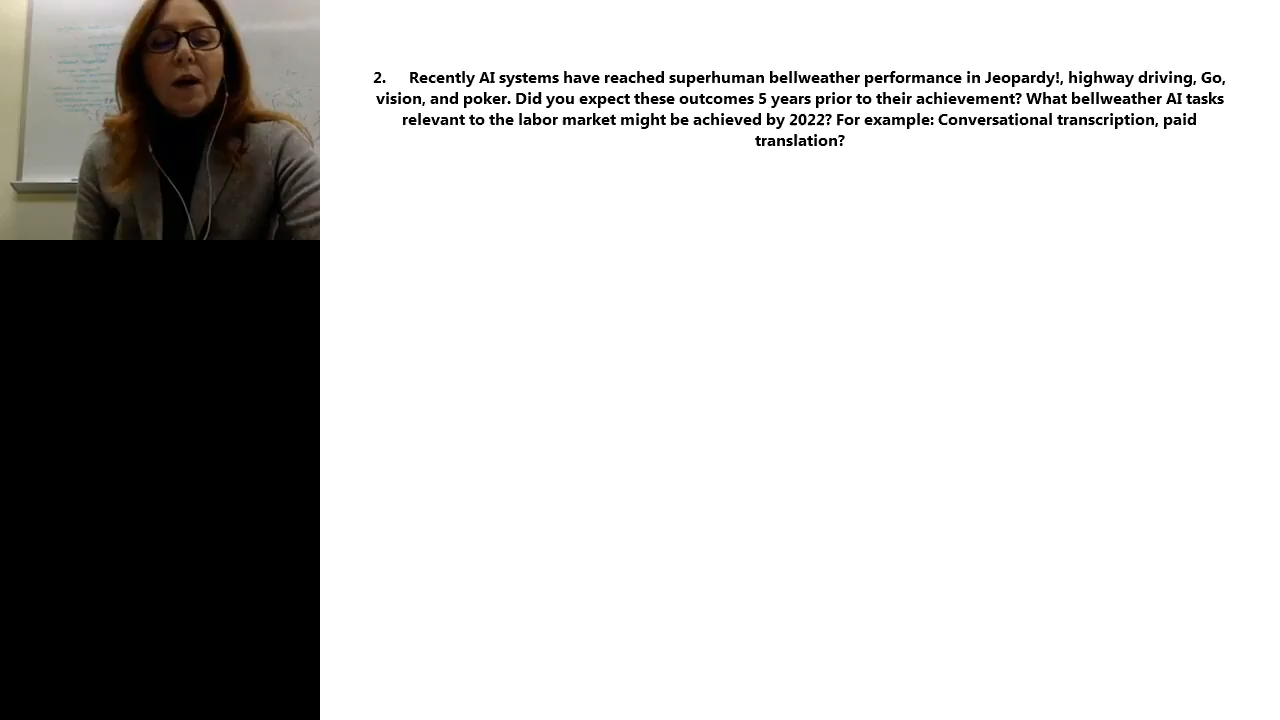 2. Recently AI systems have reached superhuman bellweather performance in Jeopardy!, highway driving, Go,
vision, and poker. Did you expect these outcomes 5 years prior to their achievement? What bellweather AI tasks
relevant to the labor market might be achieved by 2022? For example: Conversational transcription, paid
translation?